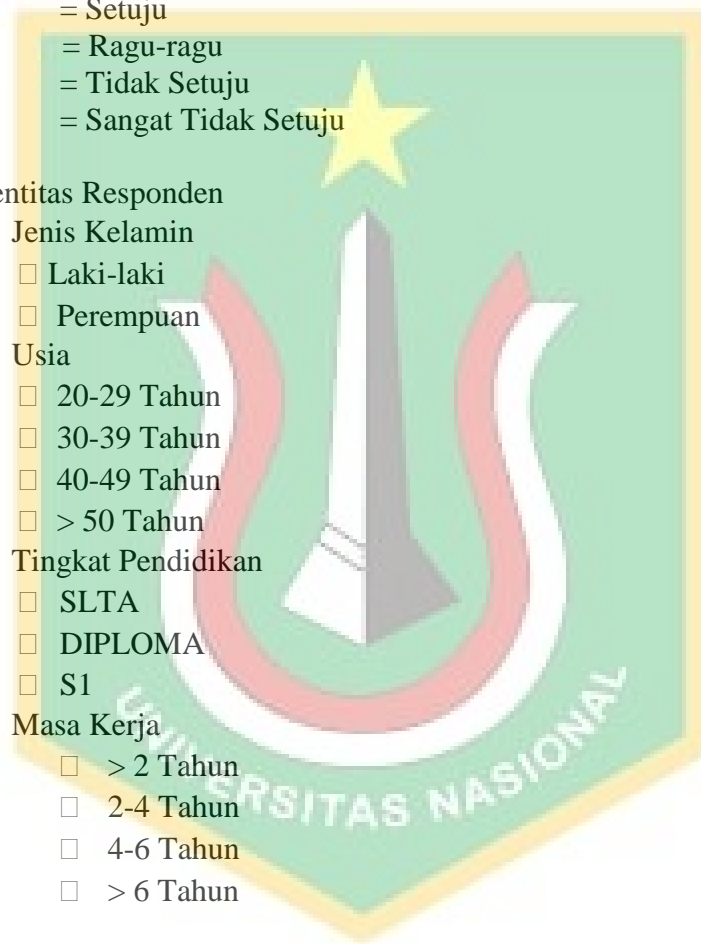 = Setuju
= Ragu-ragu
= Tidak Setuju
= Sangat Tidak Setuju
entitas Responden
Jenis Kelamin
□ Laki-laki
□ Perempuan
Usia
□ 20-29 Tahun
□ 30-39 Tahun
□ 40-49 Tahun
□ > 50 Tahun
Tingkat Pendidikan
□ SLTA
□ DIPLOMA
□ S1
Masa Kerja
□ > 2 Tahun
□ 2-4 Tahun
□ 4-6 Tahun
□ > 6 Tahun
UNIVERSITAS NASIONAL